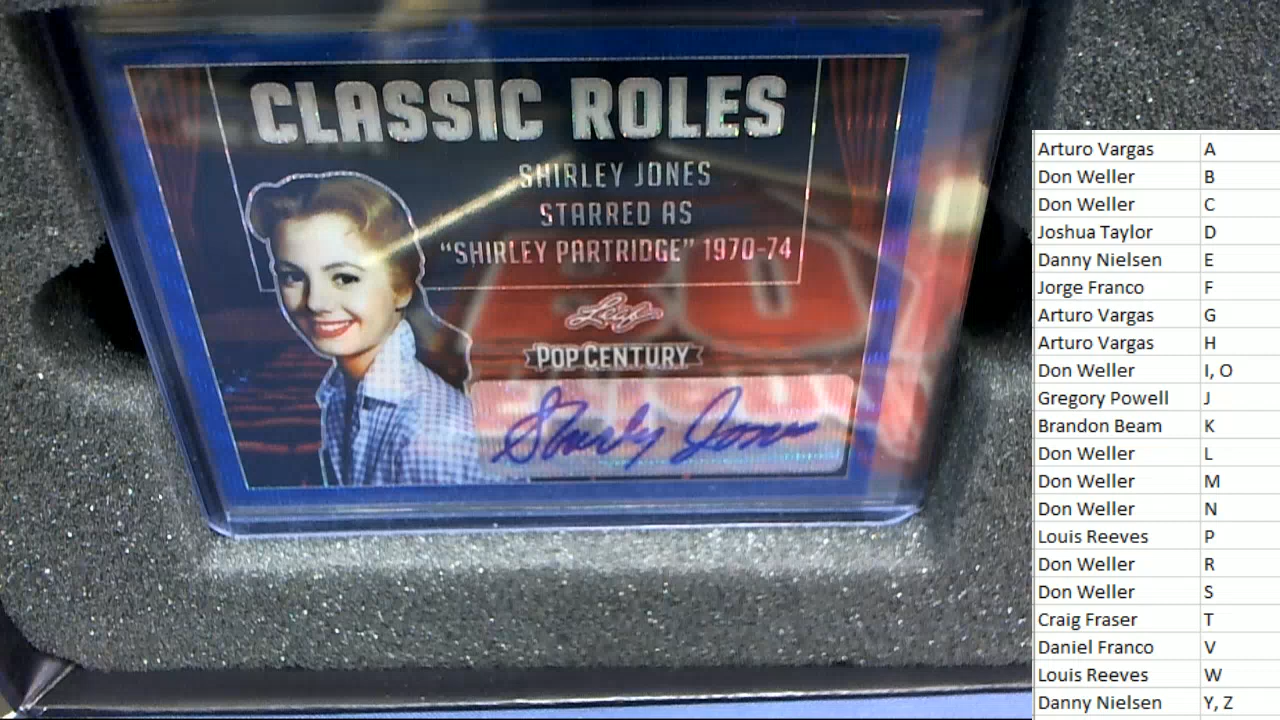 CLASSIC ROLES
SHIRLEY JONES
STARRED AS
"SHIRLEY PARTRIDGE" 1970-74
Leaf
POP CENTURY
Shirley Jones
Arturo Vargas A
Don Weller B
Don Weller C
Joshua Taylor D
Danny Nielsen E
Jorge Franco F
Arturo Vargas G
Arturo Vargas H
Don Weller I, O
Gregory Powell J
Brandon Beam K
Don Weller L
Don Weller M
Don Weller N
Louis Reeves P
Don Weller R
Don Weller S
Craig Fraser T
Daniel Franco V
Louis Reeves W
Danny Nielsen Y, Z